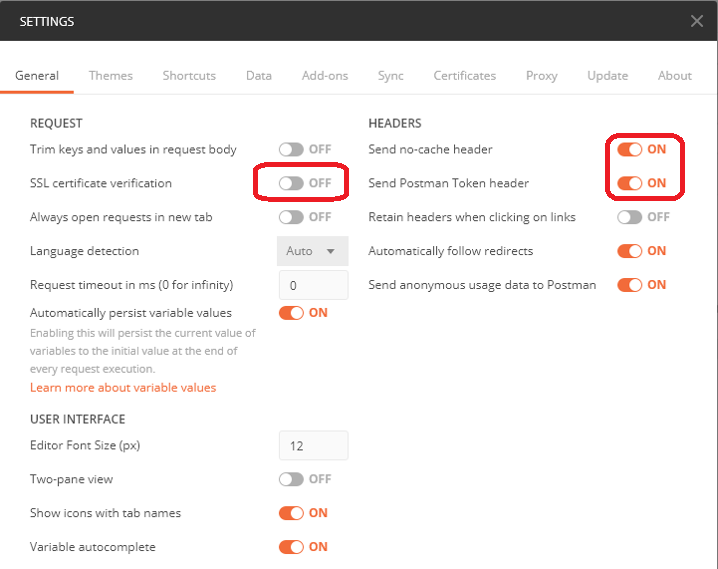 SETTINGS
General Themes Shortcuts Data Add-ons Sync Certificates Proxy Update About
REQUEST
Trim keys and values in request body OFF
SSL certificate verification OFF
Always open requests in new tab OFF
Language detection Auto
Request timeout in ms (0 for infinity) 0
Automatically persist variable values ON
Enabling this will persist the current value of
variables to the initial value at the end of
every request execution.
Learn more about variable values
USER INTERFACE
Editor Font Size (px) 12
Two-pane view OFF
Show icons with tab names ON
Variable autocomplete ON
HEADERS
Send no-cache header ON
Send Postman Token header ON
Retain headers when clicking on links OFF
Automatically follow redirects ON
Send anonymous usage data to Postman ON